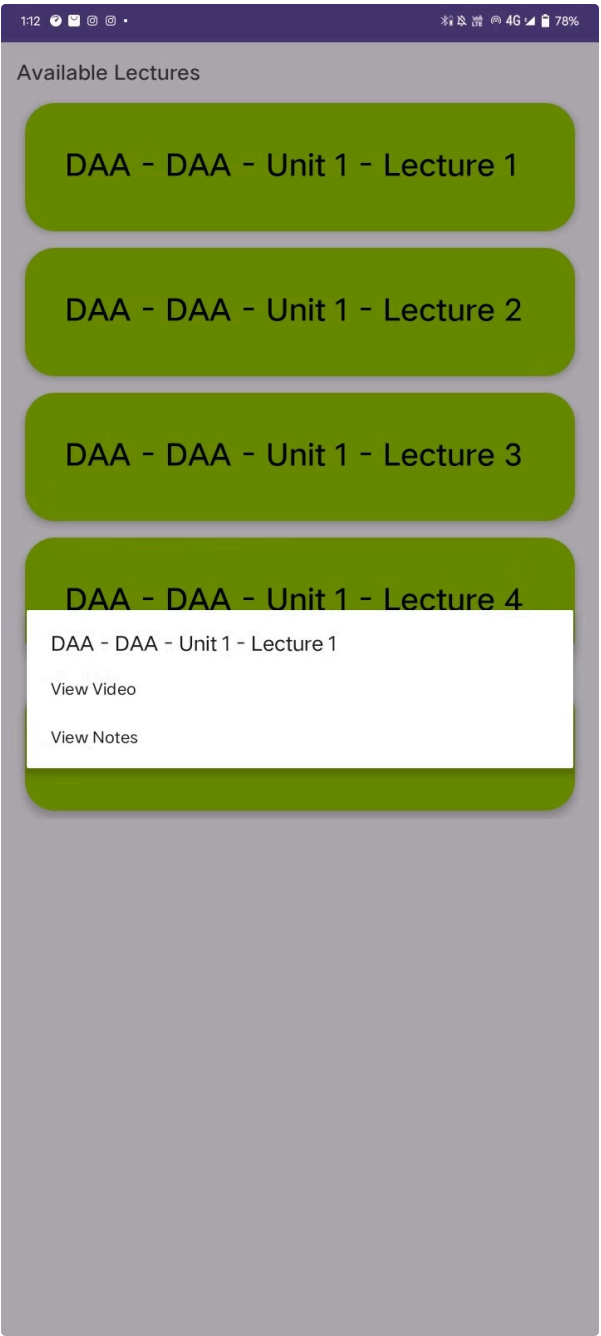 1:12 4G 78%
Available Lectures
DAA - DAA - Unit 1 - Lecture 1
DAA - DAA - Unit 1 - Lecture 2
DAA - DAA - Unit 1 - Lecture 3
DAA - DAA - Unit 1 - Lecture 4
DAA - DAA - Unit 1 - Lecture 1
View Video
View Notes